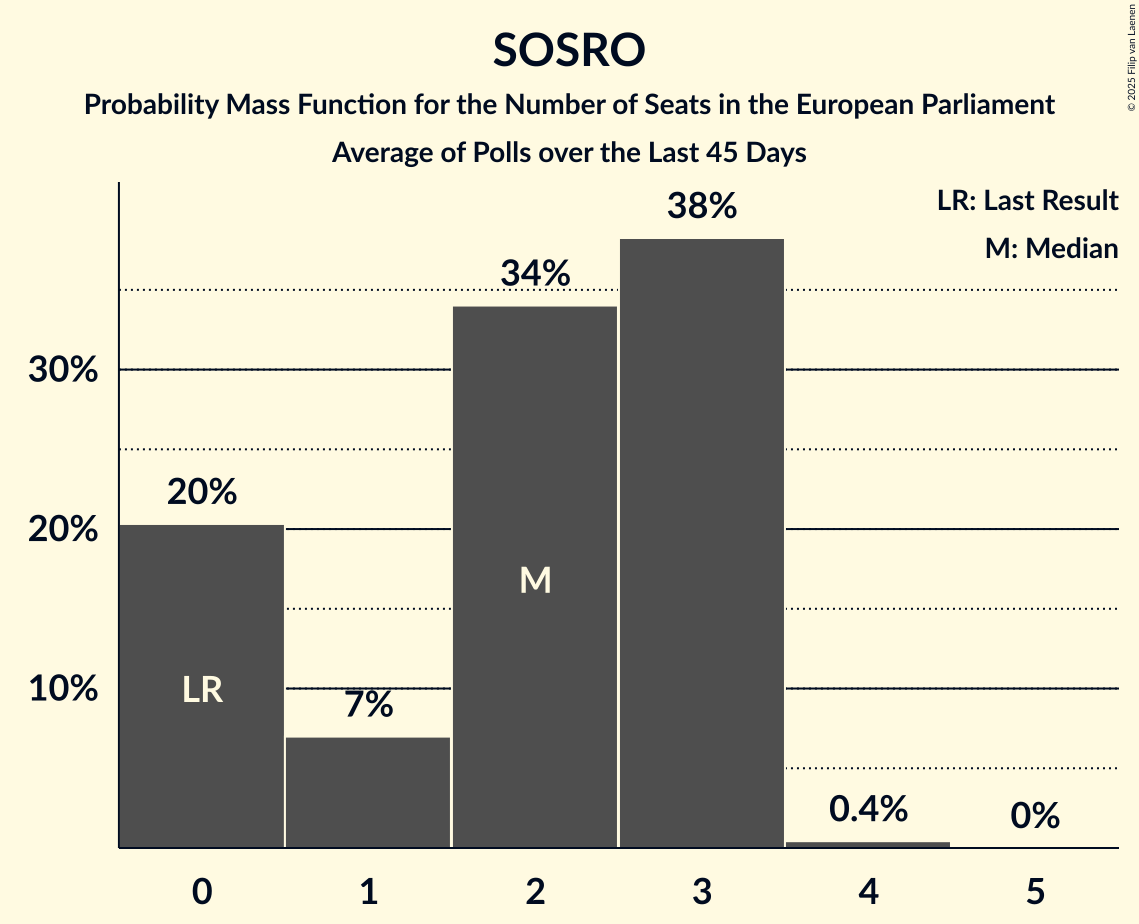 SOSRO
Probability Mass Function for the Number of Seats in the European Parliament
Average of Polls over the Last 45 Days
© 2025 Filip van Laenen
LR: Last Result
M: Median
38%
34%
30%
20%
20%
M
10%
LR
7%
0.4%
0%
0 1 2 3 4 5